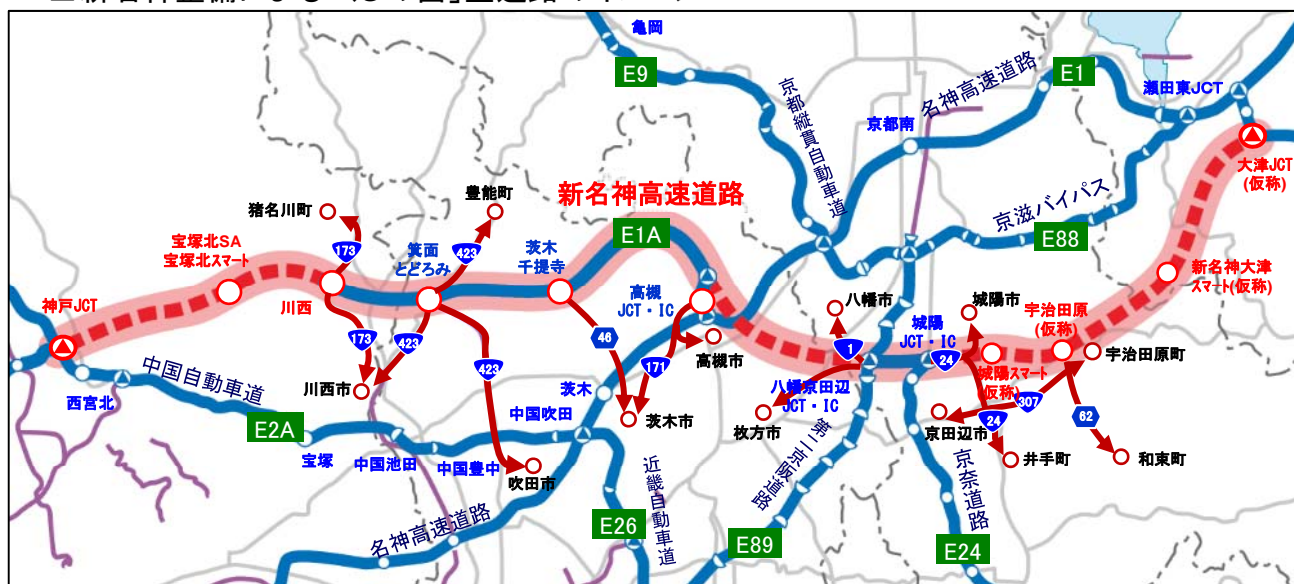 亀岡
E9
京都縦貫自動車道
京都南
名神高速道路
E1
瀬田東JCT
大津JCT
(仮称)
京滋バイパス
E88
新名神大津
スマート(仮称)
猪名川町
173
豊能町
423
新名神高速道路
E1A
宝塚北SA
宝塚北スマート
箕面
とどろみ
茨木
千提寺
神戸JCT
川西
高槻
JCT・IC
八幡市
城陽
JCT・IC
城陽市
宇治田原
(仮称)
宇治田原町
173
423
423
46
171
高槻市
1
24
城陽スマート
(仮称)
中国自動車道
西宮北
川西市
茨木
茨木市
八幡京田辺
JCT・IC
枚方市
京田辺市
307
24
62
E2A
宝塚
中国池田
中国豊中
中国吹田
吹田市
井手町
和束町
名神高速道路
近畿自動車道
E26
第二京阪道路
E89
京奈道路
E24